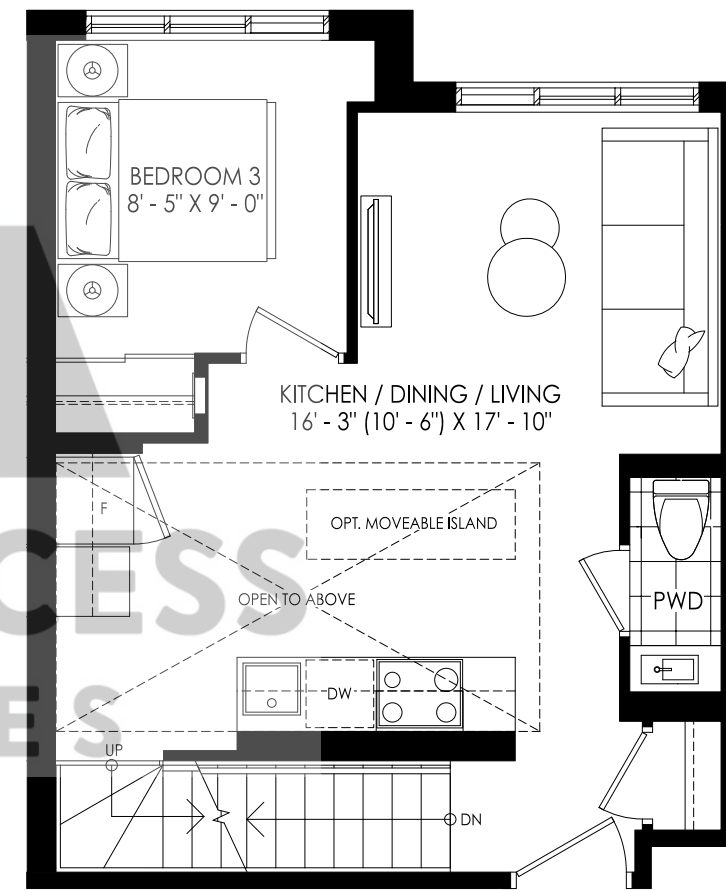 BEDROOM 3
8' - 5" X 9' - 0"
KITCHEN / DINING / LIVING
16' - 3" (10' - 6") X 17' - 10"
F
OPT. MOVEABLE ISLAND
CESS
OPEN TO ABOVE
PWD
DW
ES
UP
DN